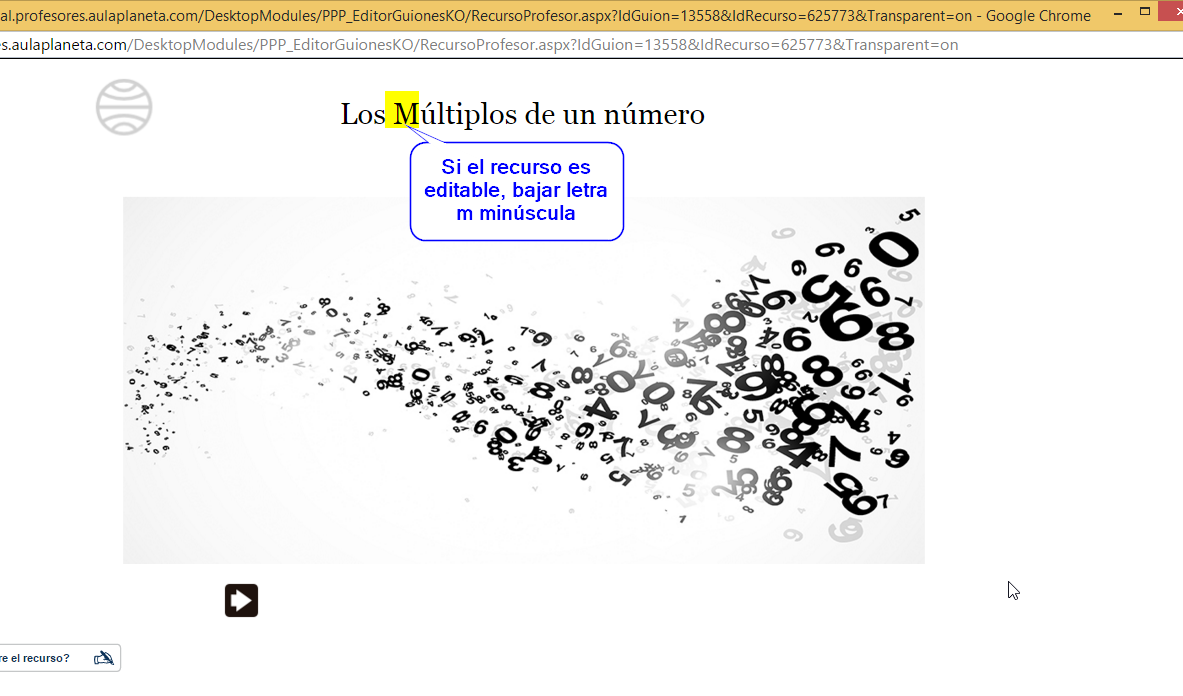 al.profesores.aulaplaneta.com/DesktopModules/PPP_EditorGuionesKO/RecursoProfesor.aspx?IdGuion=13558&IdRecurso=625773&Transparent=on - Google Chrome
es.aulaplaneta.com/DesktopModules/PPP_EditorGuionesKO/RecursoProfesor.aspx?IdGuion=13558&IdRecurso=625773&Transparent=on
Los Múltiplos de un número
Si el recurso es
editable, bajar letra
m minúscula
re el recurso?